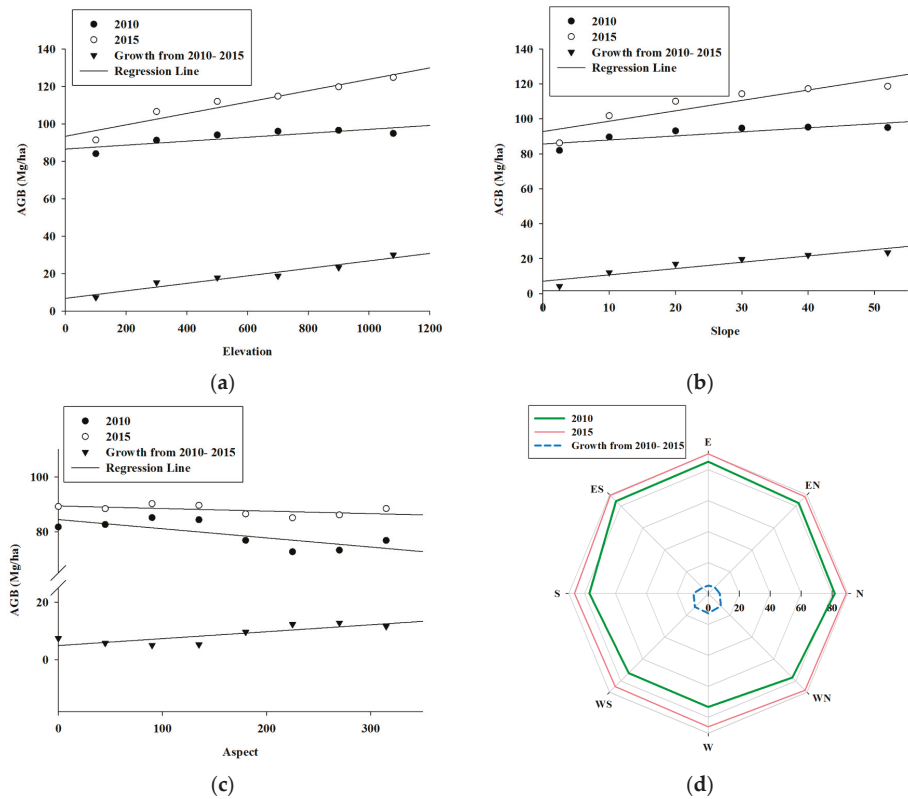 2010
2015
Growth from 2010- 2015
Regression Line
140
120
100
80
60
40
20
0
AGB (Mg/ha)
0 200 400 600 800 1000 1200
Elevation
(a)
2010
2015
Growth from 2010- 2015
Regression Line
140
120
100
80
60
40
20
0
AGB (Mg/ha)
0 10 20 30 40 50
Slope
(b)
2010
2015
Growth from 2010- 2015
Regression Line
100
80
20
0
AGB (Mg/ha)
0 100 200 300
Aspect
(c)
2010
2015
Growth from 2010- 2015
E
ES EN
S 0 20 40 60 80 N
WS WN
W
(d)